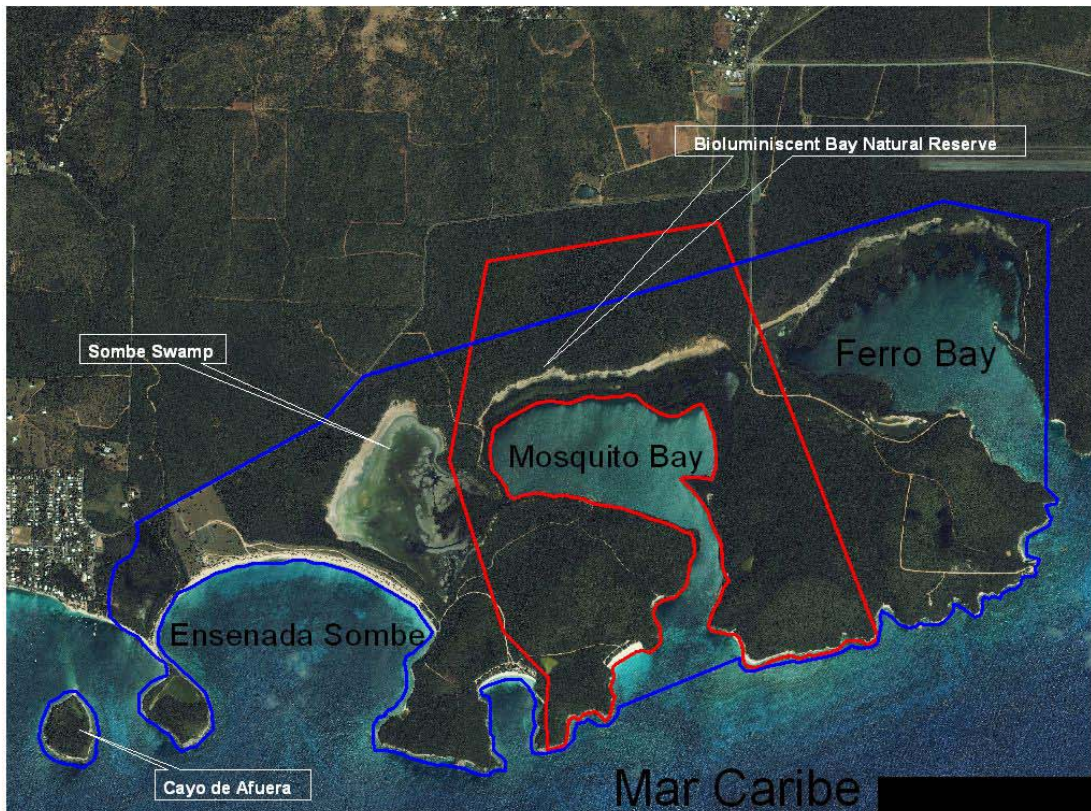 Bioluminiscent Bay Natural Reserve
Sombe Swamp
Ferro Bay
Mosquito Bay
Ensenada Sombe
Cayo de Afuera
Mar Caribe